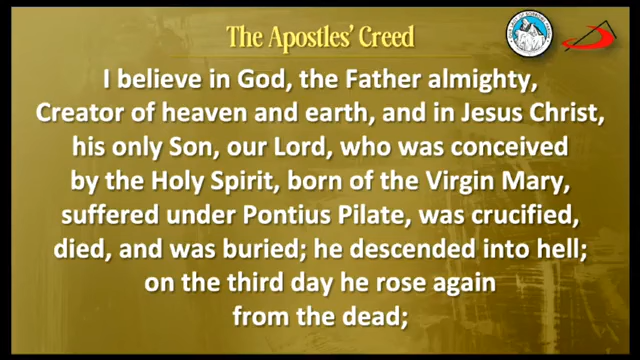 The Apostles' Creed
I believe in God, the Father almighty,
Creator of heaven and earth, and in Jesus Christ,
his only Son, our Lord, who was conceived
by the Holy Spirit, born of the Virgin Mary,
suffered under Pontius Pilate, was crucified,
died, and was buried; he descended into hell;
on the third day he rose again
from the dead;